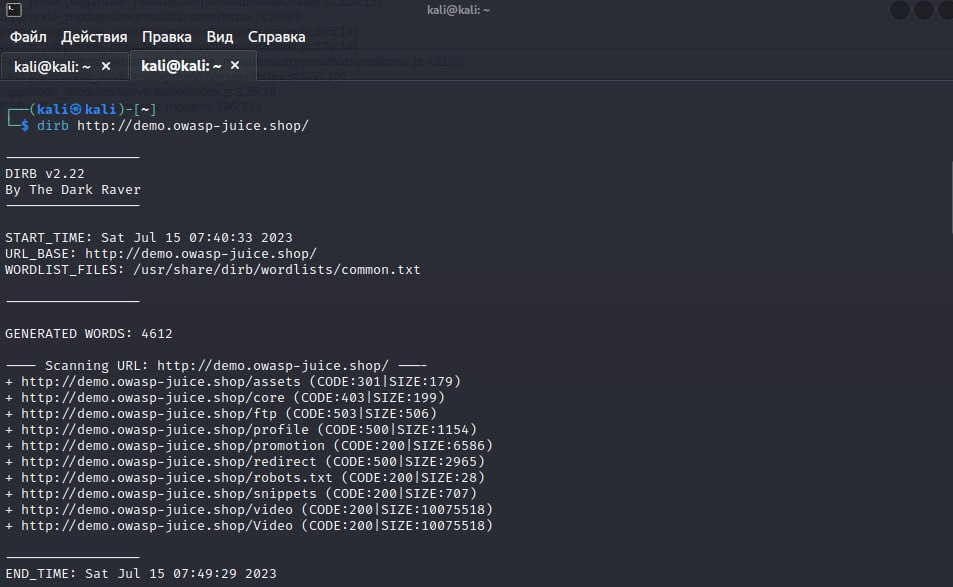 kali@kali: ~
Файл Действия Правка Вид Справка
kali@kali: ~ × kali@kali: ~ ×
┌──(kali㉿kali)-[~]
└─$ dirb http://demo.owasp-juice.shop/
-----------------
DIRB v2.22
By The Dark Raver
-----------------
START_TIME: Sat Jul 15 07:40:33 2023
URL_BASE: http://demo.owasp-juice.shop/
WORDLIST_FILES: /usr/share/dirb/wordlists/common.txt
-----------------
GENERATED WORDS: 4612
---- Scanning URL: http://demo.owasp-juice.shop/ ----
+ http://demo.owasp-juice.shop/assets (CODE:301|SIZE:179)
+ http://demo.owasp-juice.shop/core (CODE:403|SIZE:199)
+ http://demo.owasp-juice.shop/ftp (CODE:503|SIZE:506)
+ http://demo.owasp-juice.shop/profile (CODE:500|SIZE:1154)
+ http://demo.owasp-juice.shop/promotion (CODE:200|SIZE:6586)
+ http://demo.owasp-juice.shop/redirect (CODE:500|SIZE:2965)
+ http://demo.owasp-juice.shop/robots.txt (CODE:200|SIZE:28)
+ http://demo.owasp-juice.shop/snippets (CODE:200|SIZE:707)
+ http://demo.owasp-juice.shop/video (CODE:200|SIZE:10075518)
+ http://demo.owasp-juice.shop/Video (CODE:200|SIZE:10075518)
-----------------
END_TIME: Sat Jul 15 07:49:29 2023